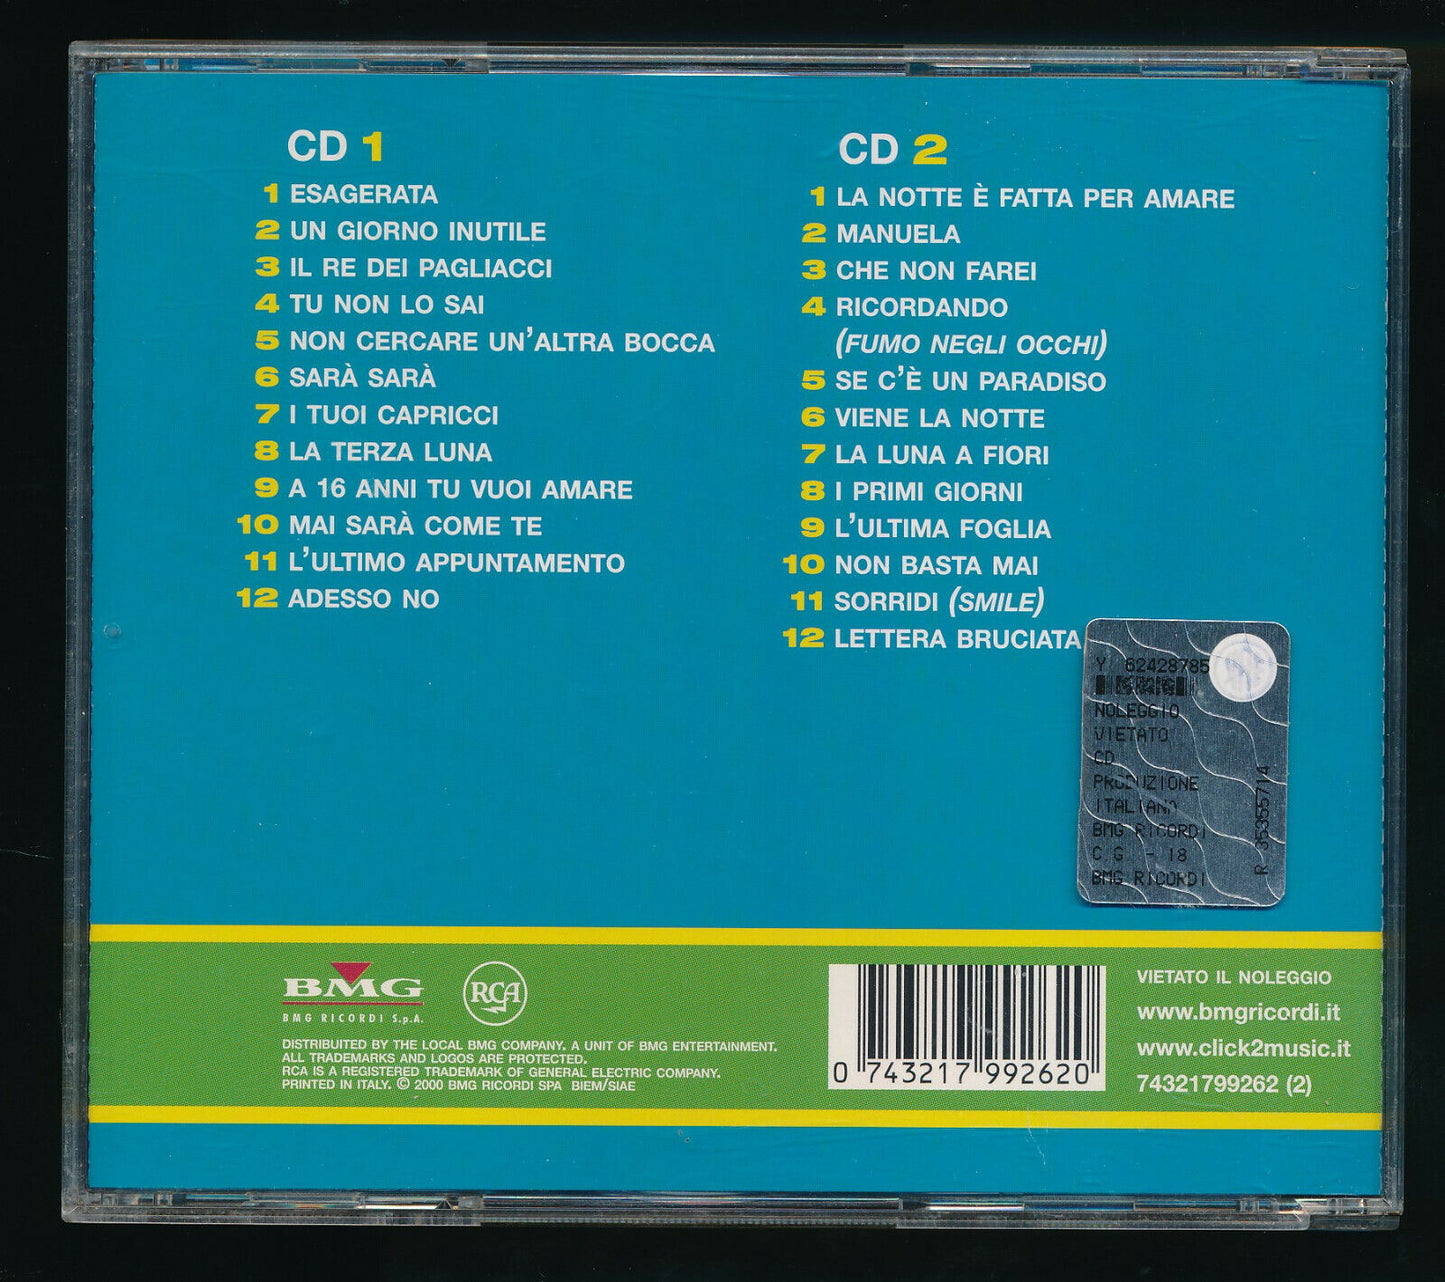 CD 1
1 ESAGERATA
2 UN GIORNO INUTILE
3 IL RE DEI PAGLIACCI
4 TU NON LO SAI
5 NON CERCARE UN'ALTRA BOCCA
6 SARÀ SARÀ
7 I TUOI CAPRICCI
8 LA TERZA LUNA
9 A 16 ANNI TU VUOI AMARE
10 MAI SARÀ COME TE
11 L'ULTIMO APPUNTAMENTO
12 ADESSO NO
CD 2
1 LA NOTTE È FATTA PER AMARE
2 MANUELA
3 CHE NON FAREI
4 RICORDANDO
(FUMO NEGLI OCCHI)
5 SE C'È UN PARADISO
6 VIENE LA NOTTE
7 LA LUNA A FIORI
8 I PRIMI GIORNI
9 L'ULTIMA FOGLIA
10 NON BASTA MAI
11 SORRIDI (SMILE)
12 LETTERA BRUCIATA
Y 62428785
NOLEGGIO
VIETATO
CD
PRODUZIONE
ITALIANA
BMG RICORDI
C G - 18
BMG RICORDI
R 35355714
BMG
BMG RICORDI S.p.A.
RCA
DISTRIBUTED BY THE LOCAL BMG COMPANY. A UNIT OF BMG ENTERTAINMENT.
ALL TRADEMARKS AND LOGOS ARE PROTECTED.
RCA IS A REGISTERED TRADEMARK OF GENERAL ELECTRIC COMPANY.
PRINTED IN ITALY. © 2000 BMG RICORDI SPA BIEM/SIAE
0 743217 992620
VIETATO IL NOLEGGIO
www.bmgricordi.it
www.click2music.it
74321799262 (2)